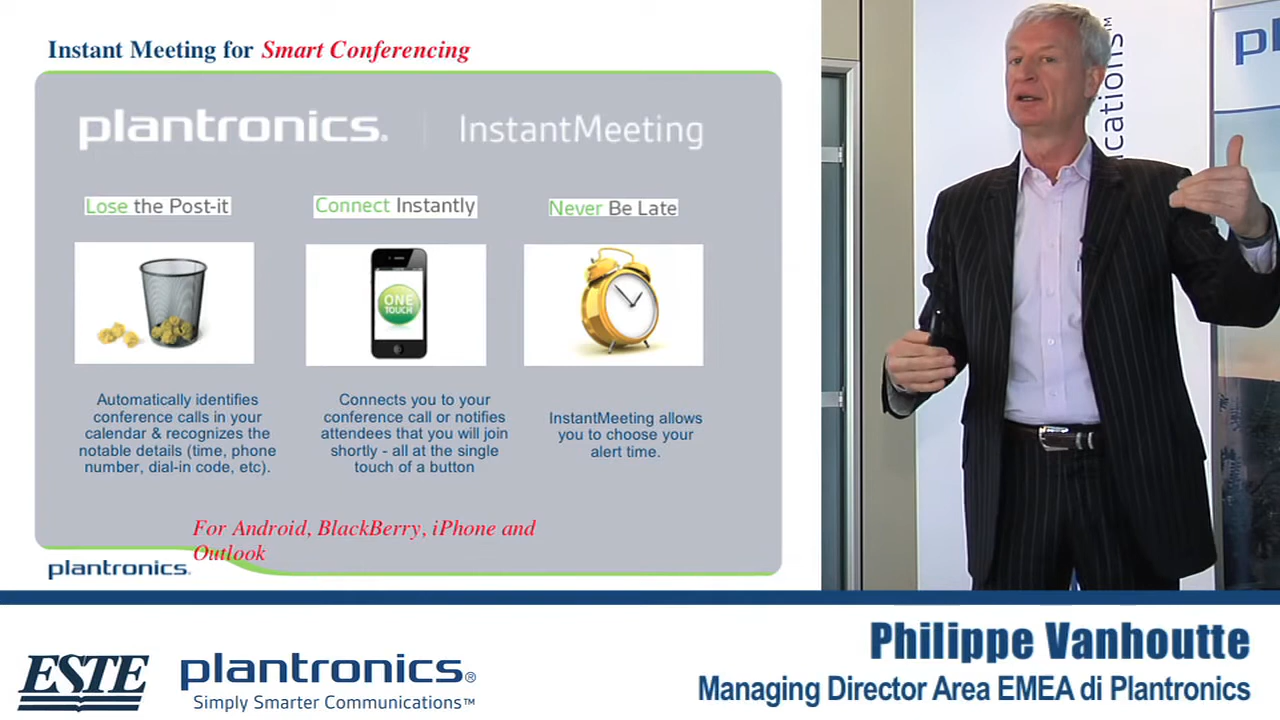 Instant Meeting for Smart Conferencing
plantronics. InstantMeeting
Lose the Post-it
Connect Instantly
Never Be Late
ONE
TOUCH
Automatically identifies
conference calls in your
calendar & recognizes the
notable details (time, phone
number, dial-in code, etc).
Connects you to your
conference call or notifies
attendees that you will join
shortly - all at the single
touch of a button
InstantMeeting allows
you to choose your
alert time.
For Android, BlackBerry, iPhone and
Outlook
plantronics.
ications™
pl
ESTE
plantronics®
Simply Smarter Communications™
Philippe Vanhoutte
Managing Director Area EMEA di Plantronics